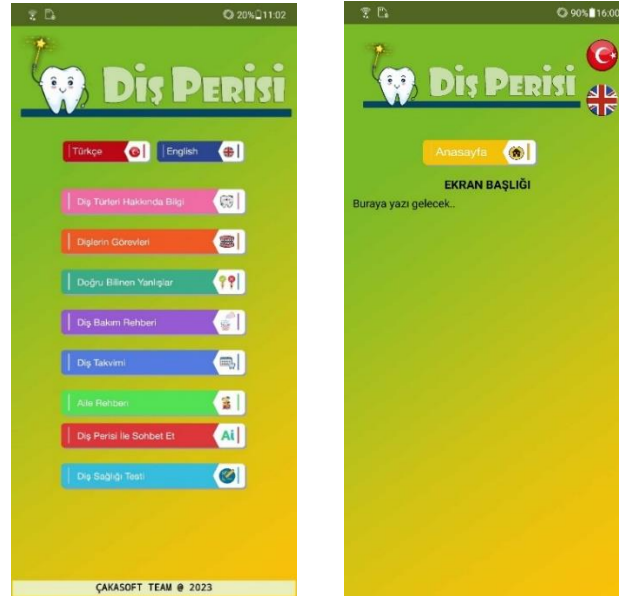 20% 11:02
Diş Perisi
Türkçe
English
Diş Türleri Hakkında Bilgi
Dişlerin Görevleri
Doğru Bilinen Yanlışlar
Diş Bakım Rehberi
Diş Takvimi
Aile Rehberi
Diş Perisi İle Sohbet Et
Ai
Diş Sağlığı Testi
ÇAKASOFT TEAM @ 2023
90% 16:00
Diş Perisi
Anasayfa
EKRAN BAŞLIĞI
Buraya yazı gelecek..